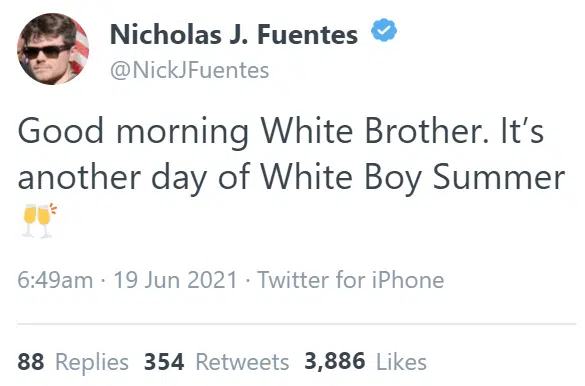 Nicholas J. Fuentes
@NickJFuentes
Good morning White Brother. It’s
another day of White Boy Summer
🥂
6:49am · 19 Jun 2021 · Twitter for iPhone
88 Replies 354 Retweets 3,886 Likes